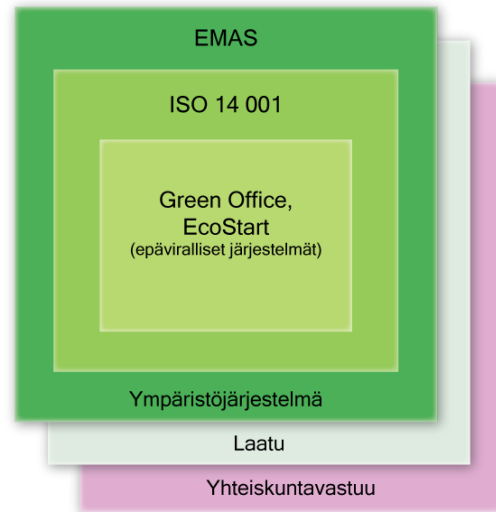 EMAS
ISO 14 001
Green Office,
EcoStart
(epäviralliset järjestelmät)
Ympäristöjärjestelmä
Laatu
Yhteiskuntavastuu